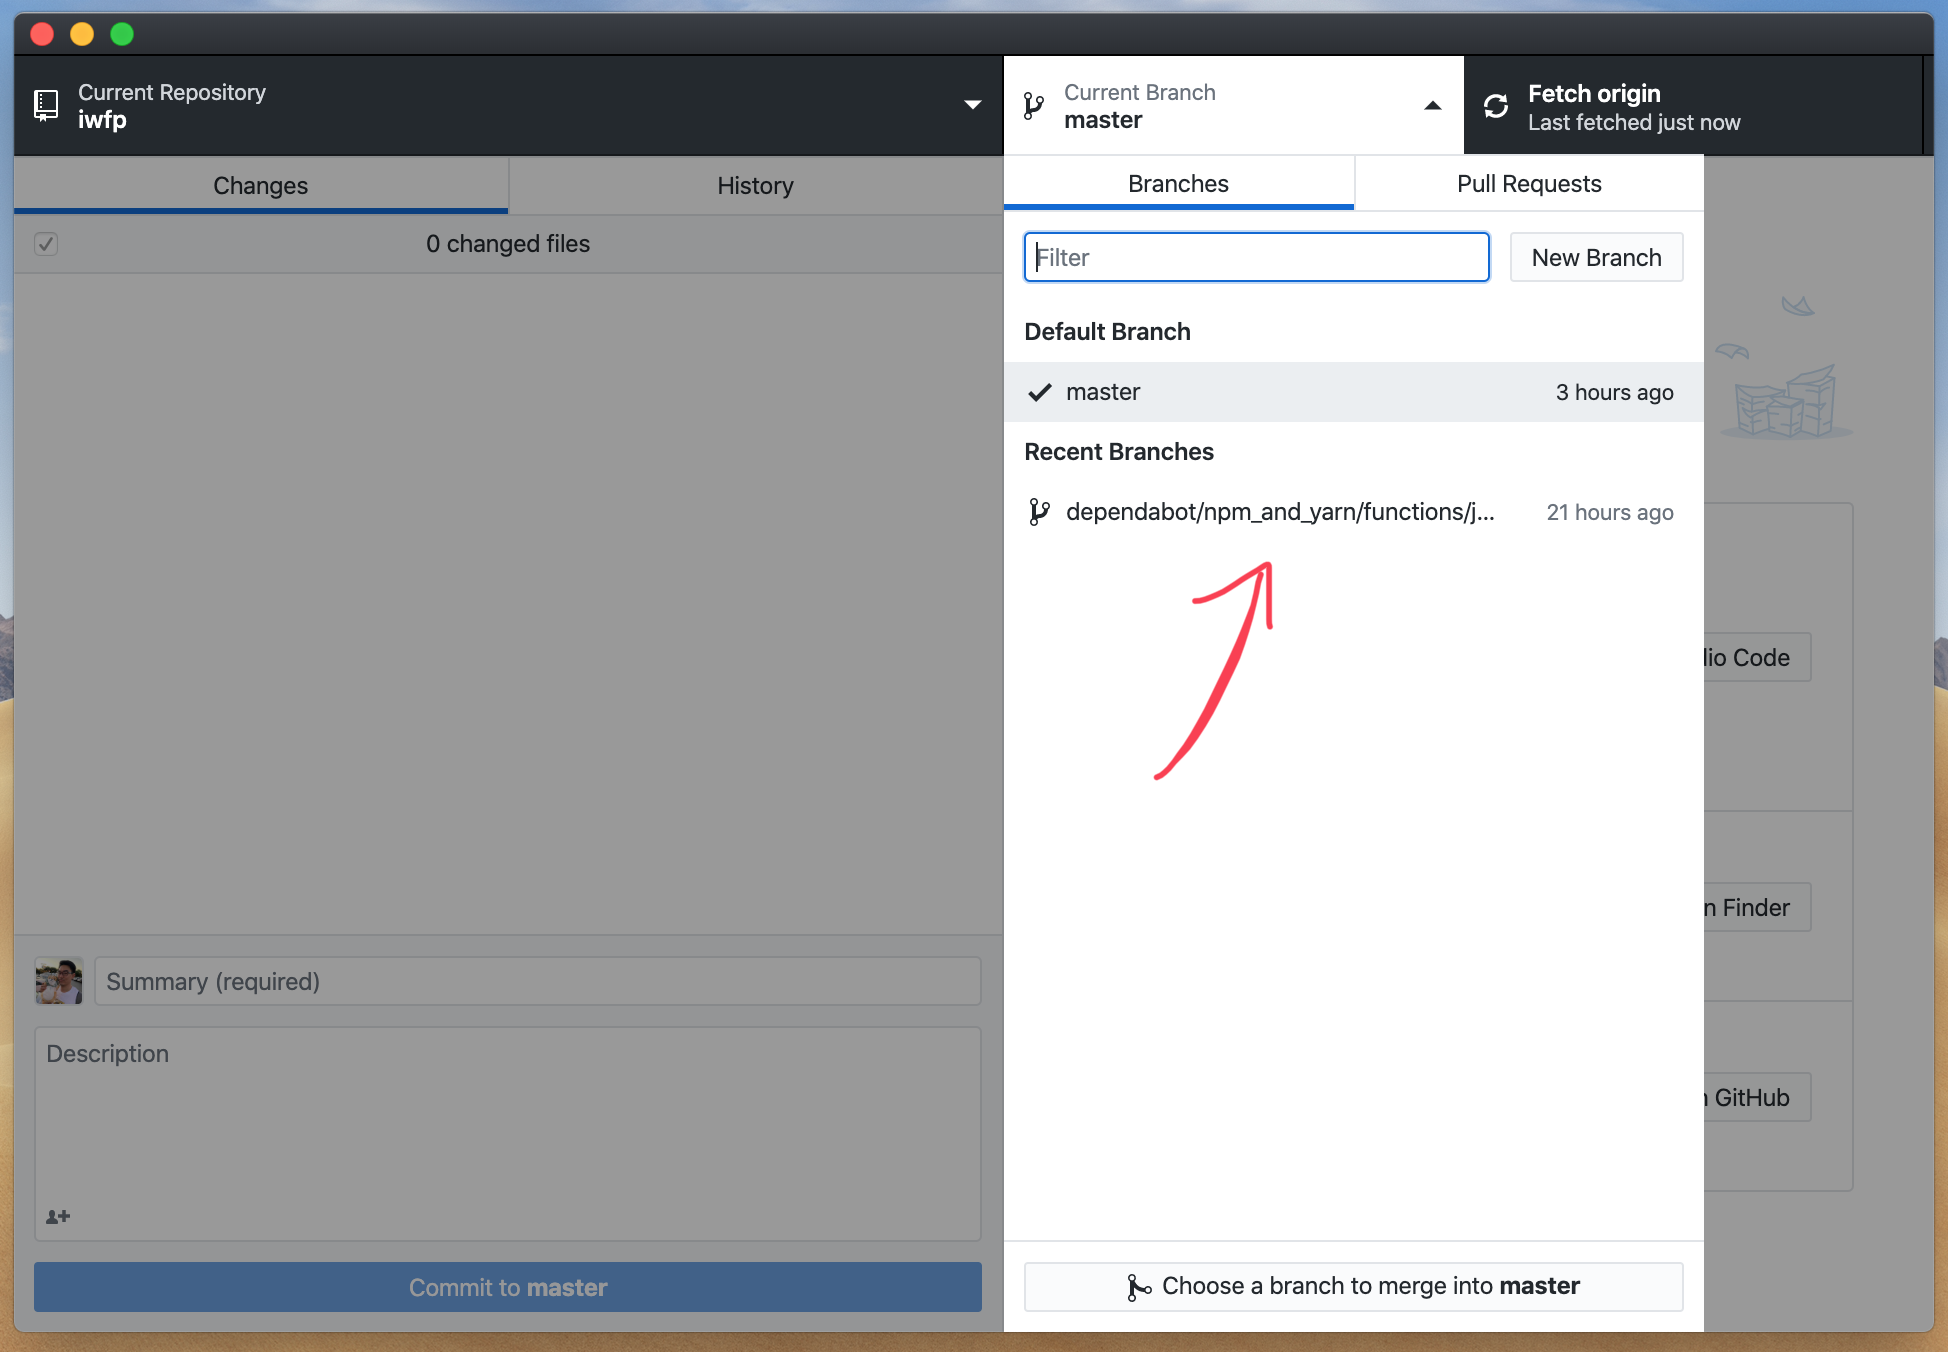 Current Repository
iwfp
Current Branch
master
Fetch origin
Last fetched just now
Changes
History
0 changed files
Branches
Pull Requests
Filter
New Branch
Default Branch
master
3 hours ago
Recent Branches
dependabot/npm_and_yarn/functions/j...
21 hours ago
Code
Finder
GitHub
Summary (required)
Description
Commit to master
Choose a branch to merge into master